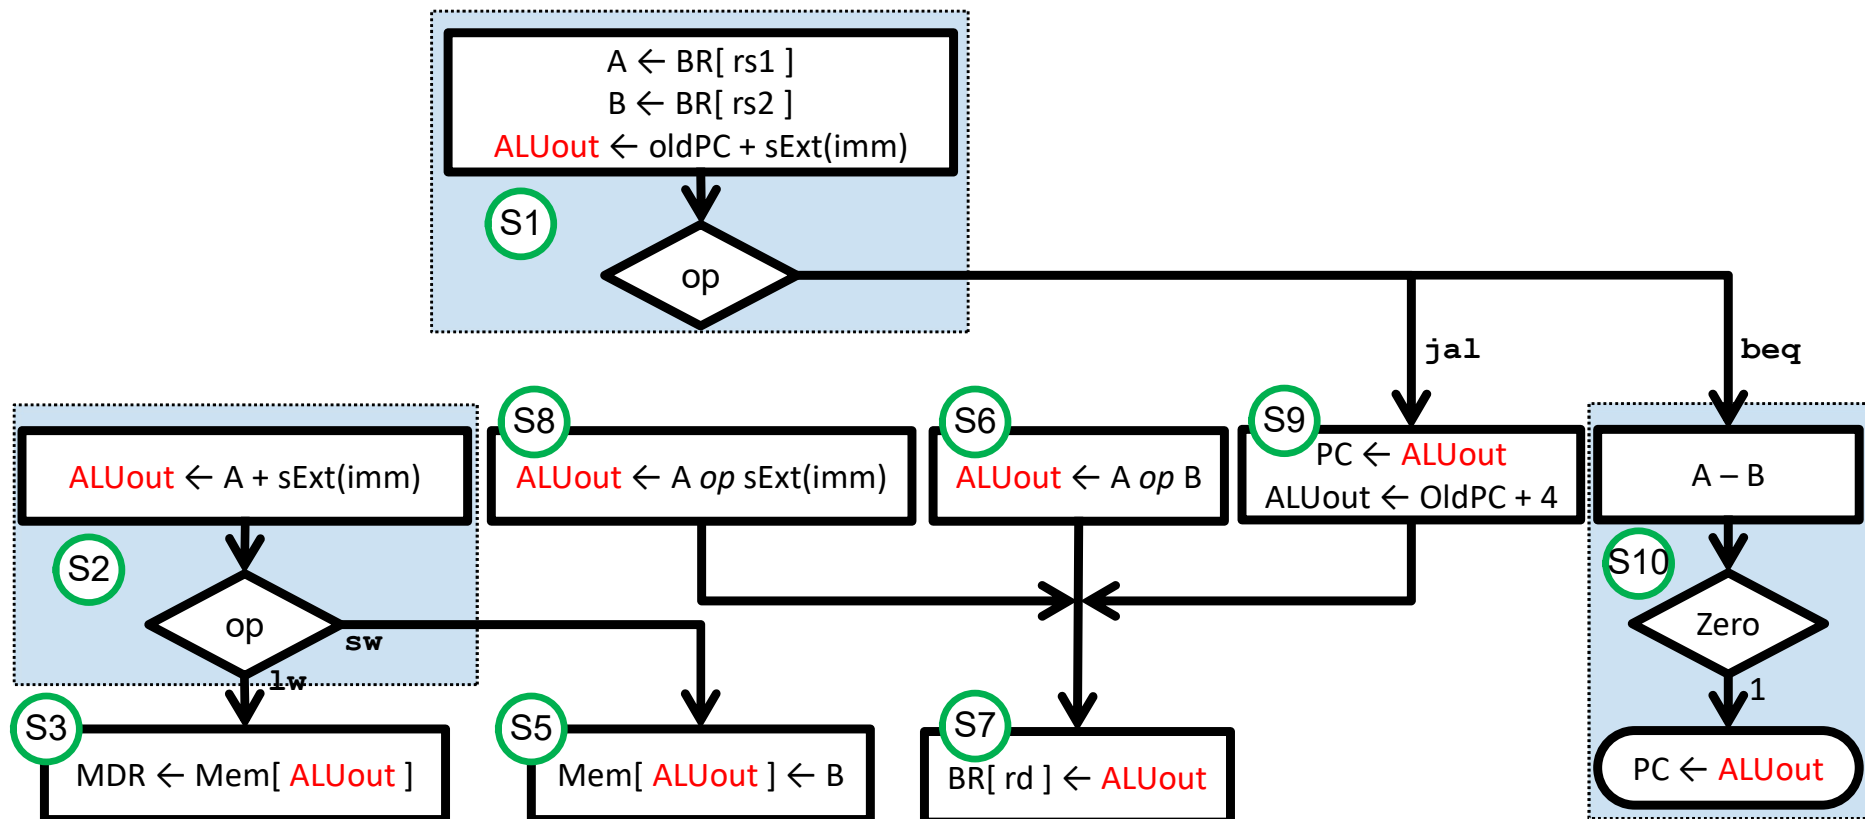 A ← BR[ rs1 ]
B ← BR[ rs2 ]
ALUout ← oldPC + sExt(imm)
S1
op
jal
beq
S8
S6
S9
ALUout ← A + sExt(imm)
ALUout ← A op sExt(imm)
ALUout ← A op B
PC ← ALUout
ALUout ← OldPC + 4
A – B
S2
S10
op
sw
lw
Zero
1
S3
S5
S7
MDR ← Mem[ ALUout ]
Mem[ ALUout ] ← B
BR[ rd ] ← ALUout
PC ← ALUout